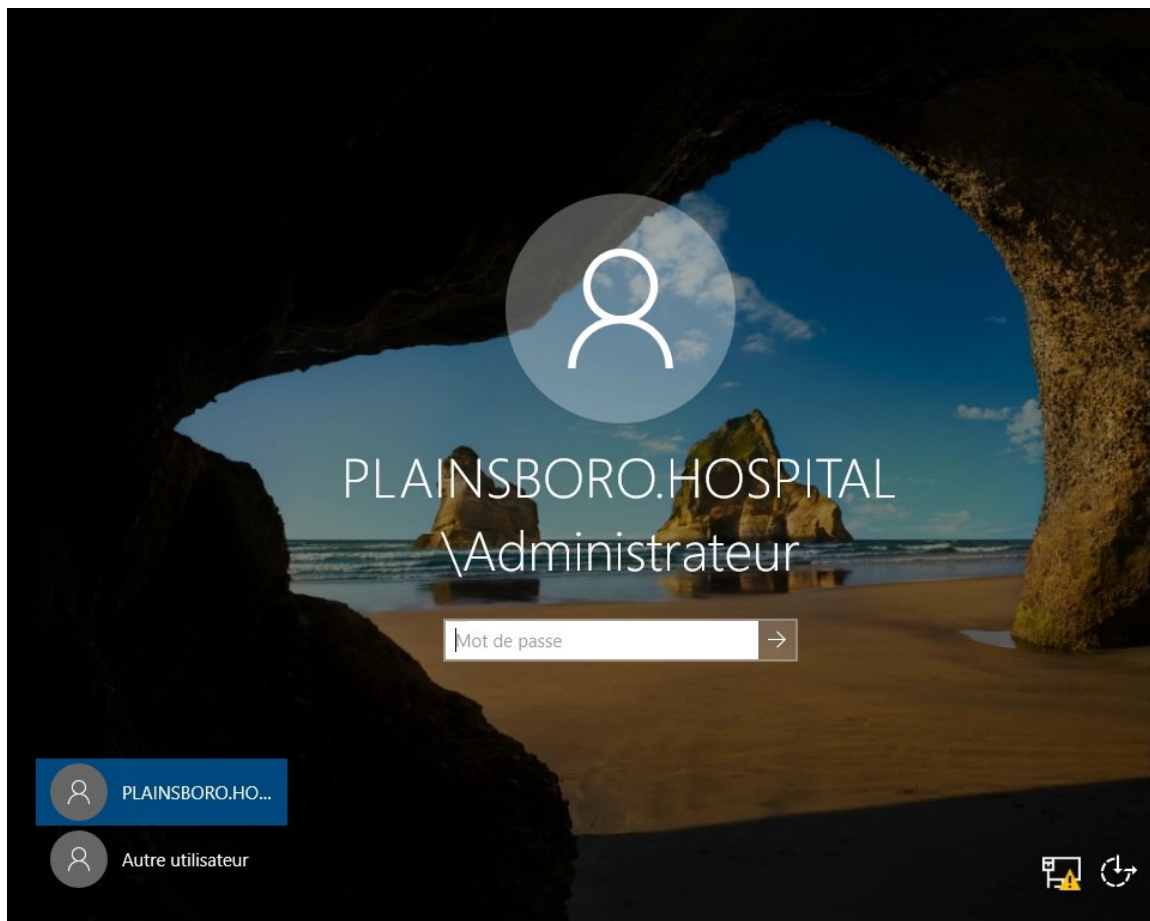 PLAINSBORO.HOSPITAL
\Administrateur
Mot de passe
PLAINSBORO.HO...
Autre utilisateur